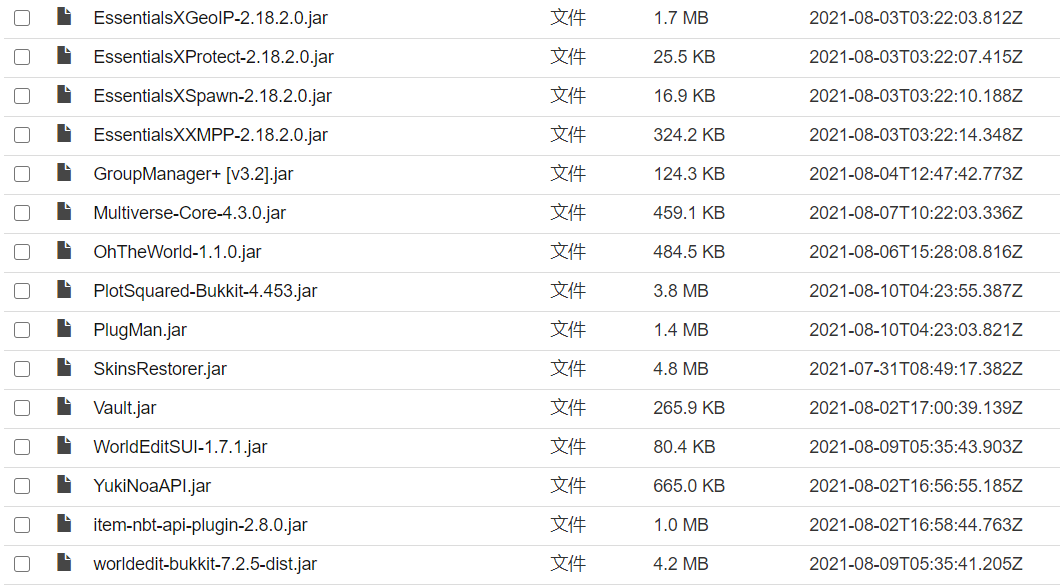 EssentialsXGeoIP-2.18.2.0.jar 文件 1.7 MB 2021-08-03T03:22:03.812Z
EssentialsXProtect-2.18.2.0.jar 文件 25.5 KB 2021-08-03T03:22:07.415Z
EssentialsXSpawn-2.18.2.0.jar 文件 16.9 KB 2021-08-03T03:22:10.188Z
EssentialsXXMPP-2.18.2.0.jar 文件 324.2 KB 2021-08-03T03:22:14.348Z
GroupManager+ [v3.2].jar 文件 124.3 KB 2021-08-04T12:47:42.773Z
Multiverse-Core-4.3.0.jar 文件 459.1 KB 2021-08-07T10:22:03.336Z
OhTheWorld-1.1.0.jar 文件 484.5 KB 2021-08-06T15:28:08.816Z
PlotSquared-Bukkit-4.453.jar 文件 3.8 MB 2021-08-10T04:23:55.387Z
PlugMan.jar 文件 1.4 MB 2021-08-10T04:23:03.821Z
SkinsRestorer.jar 文件 4.8 MB 2021-07-31T08:49:17.382Z
Vault.jar 文件 265.9 KB 2021-08-02T17:00:39.139Z
WorldEditSUI-1.7.1.jar 文件 80.4 KB 2021-08-09T05:35:43.903Z
YukiNoaAPI.jar 文件 665.0 KB 2021-08-02T16:56:55.185Z
item-nbt-api-plugin-2.8.0.jar 文件 1.0 MB 2021-08-02T16:58:44.763Z
worldedit-bukkit-7.2.5-dist.jar 文件 4.2 MB 2021-08-09T05:35:41.205Z